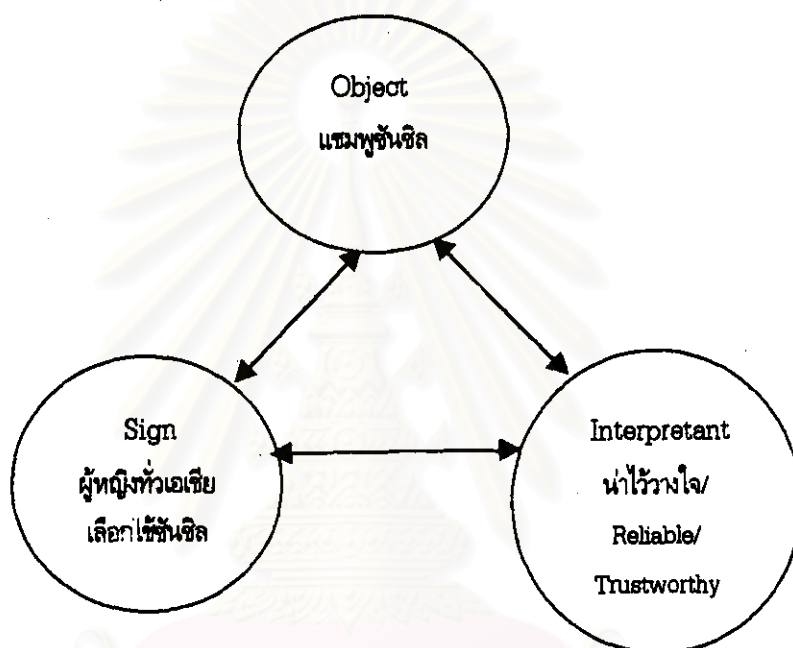 Object
แชมพูซันซิล
Sign
ผู้หญิงทั่วเอเชีย
เลือกใช้ซันซิล
Interpretant
น่าไว้วางใจ/
Reliable/
Trustworthy